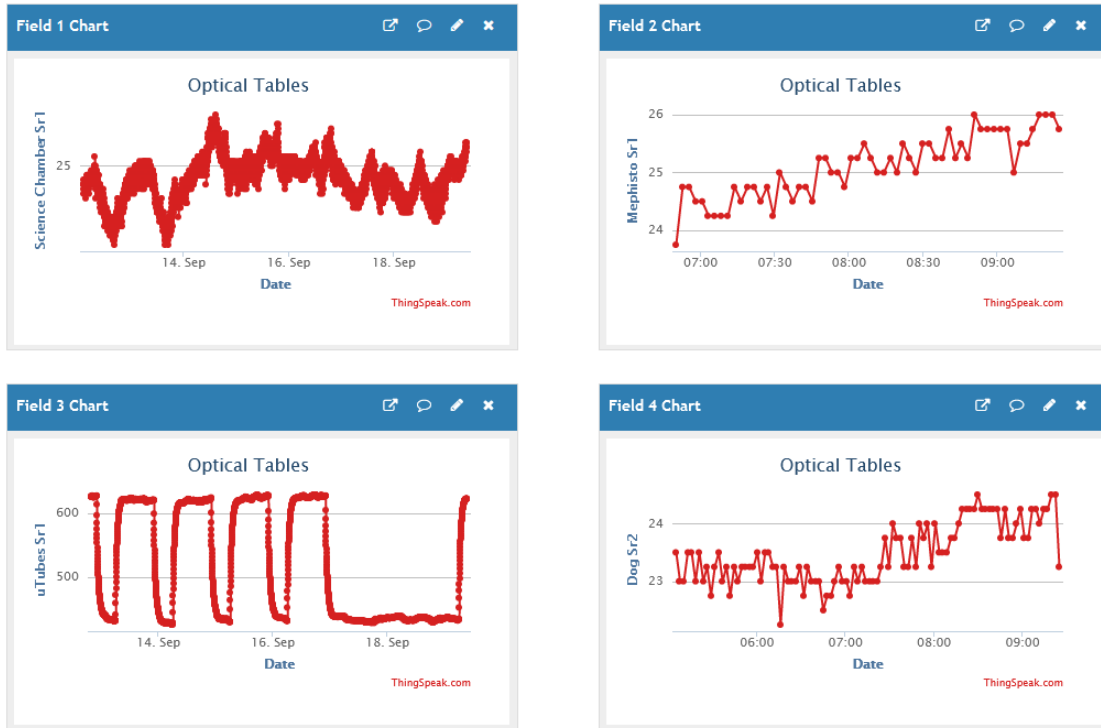 Field 1 Chart
Optical Tables
Science Chamber Sr1
25
14. Sep
16. Sep
18. Sep
Date
ThingSpeak.com
Field 2 Chart
Optical Tables
Mephisto Sr1
26
25
24
07:00
07:30
08:00
08:30
09:00
Date
ThingSpeak.com
Field 3 Chart
Optical Tables
uTubes Sr1
600
500
14. Sep
16. Sep
18. Sep
Date
ThingSpeak.com
Field 4 Chart
Optical Tables
Dog Sr2
24
23
06:00
07:00
08:00
09:00
Date
ThingSpeak.com